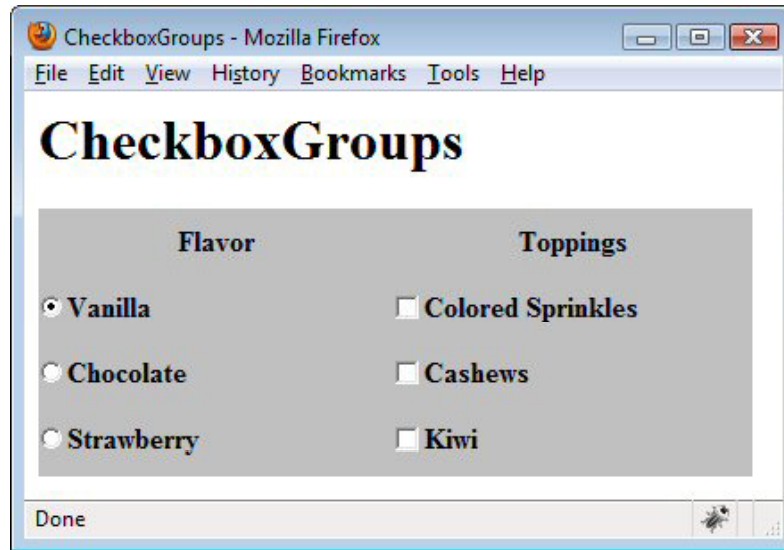 CheckboxGroups - Mozilla Firefox
File Edit View History Bookmarks Tools Help
CheckboxGroups
Flavor Toppings
Vanilla Colored Sprinkles
Chocolate Cashews
Strawberry Kiwi
Done